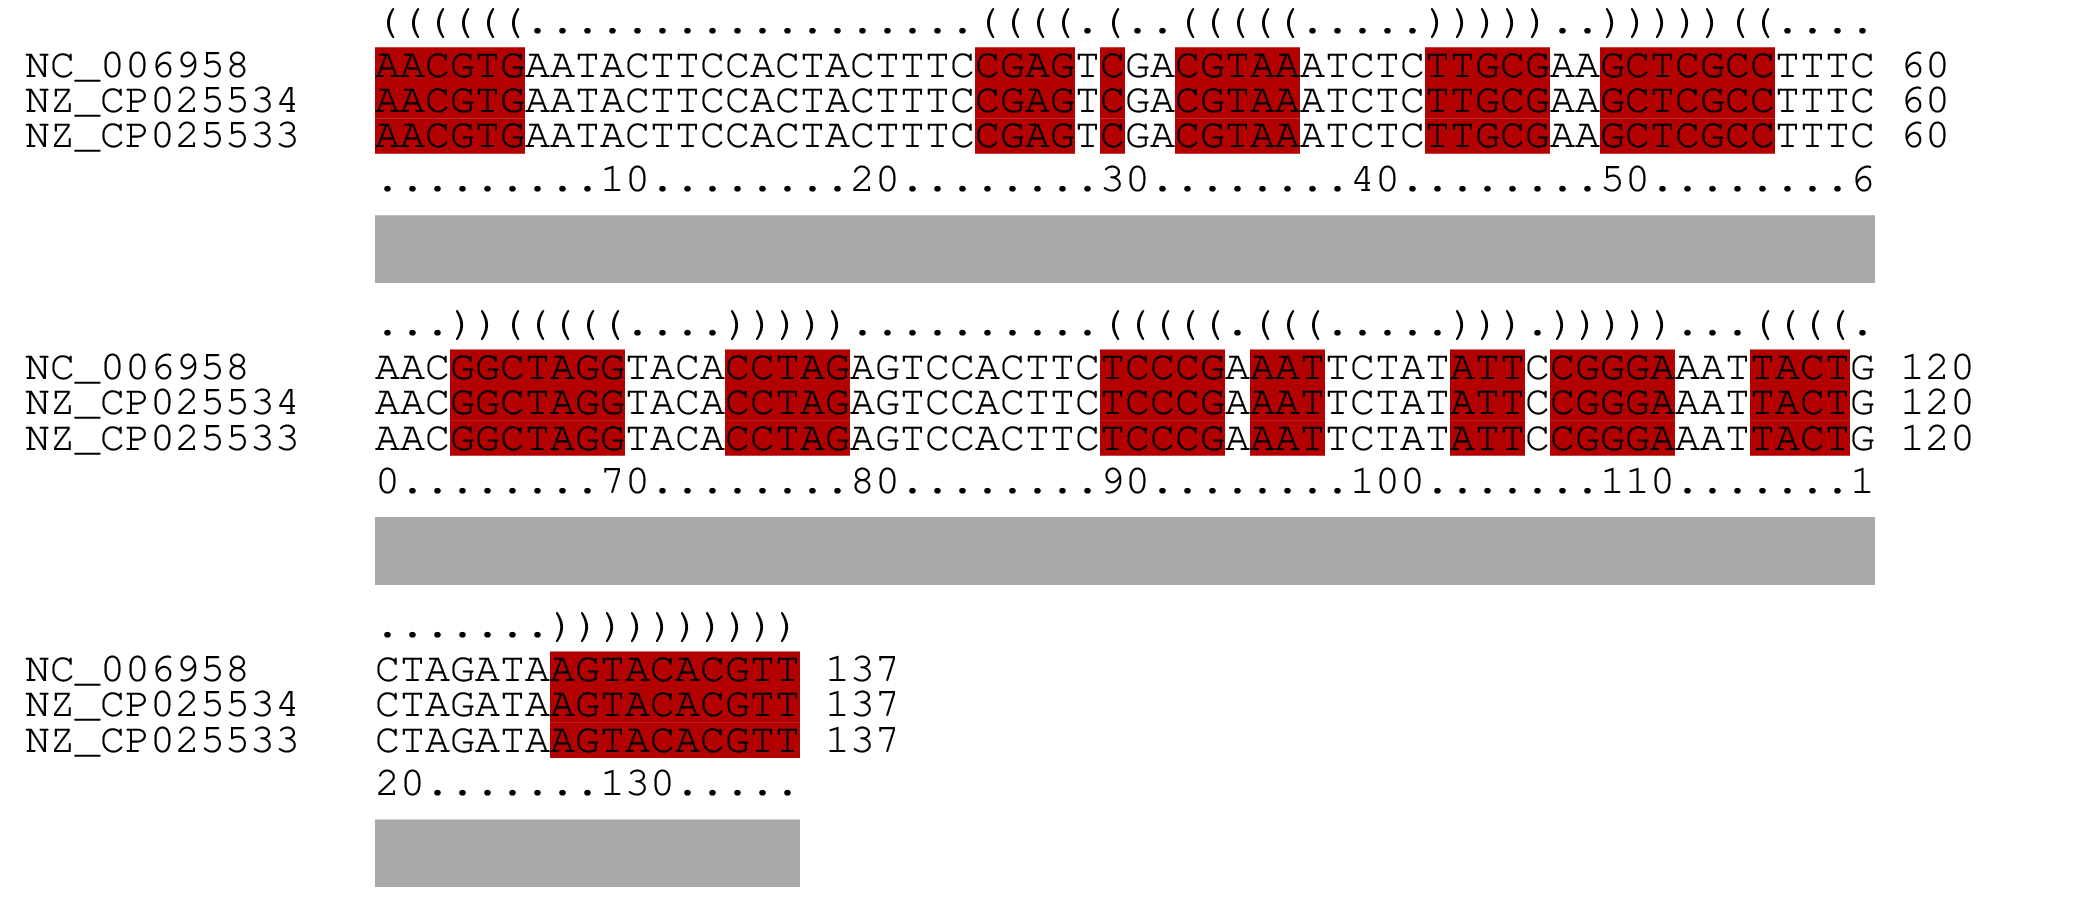 ((((((..................((((.(..(((((.....)))))..)))))((....
NC_006958 AACGTGAATACTTCCACTACTTTCCGAGTCGACGTAAATCTCTTGCGAAGCTCGCCTTTC 60
NZ_CP025534 AACGTGAATACTTCCACTACTTTCCGAGTCGACGTAAATCTCTTGCGAAGCTCGCCTTTC 60
NZ_CP025533 AACGTGAATACTTCCACTACTTTCCGAGTCGACGTAAATCTCTTGCGAAGCTCGCCTTTC 60
.........10........20........30........40........50........6
...))(((((....)))))..........(((((.(((.....))).)))))...((((.
NC_006958 AACGGCTAGGTACACCTAGAGTCCACTTCTCCCGAAATTCTATATTCCGGGAAATTACTG 120
NZ_CP025534 AACGGCTAGGTACACCTAGAGTCCACTTCTCCCGAAATTCTATATTCCGGGAAATTACTG 120
NZ_CP025533 AACGGCTAGGTACACCTAGAGTCCACTTCTCCCGAAATTCTATATTCCGGGAAATTACTG 120
0........70........80........90........100.......110.......1
.......))))))))))
NC_006958 CTAGATAAGTACACGTT 137
NZ_CP025534 CTAGATAAGTACACGTT 137
NZ_CP025533 CTAGATAAGTACACGTT 137
20.......130.....